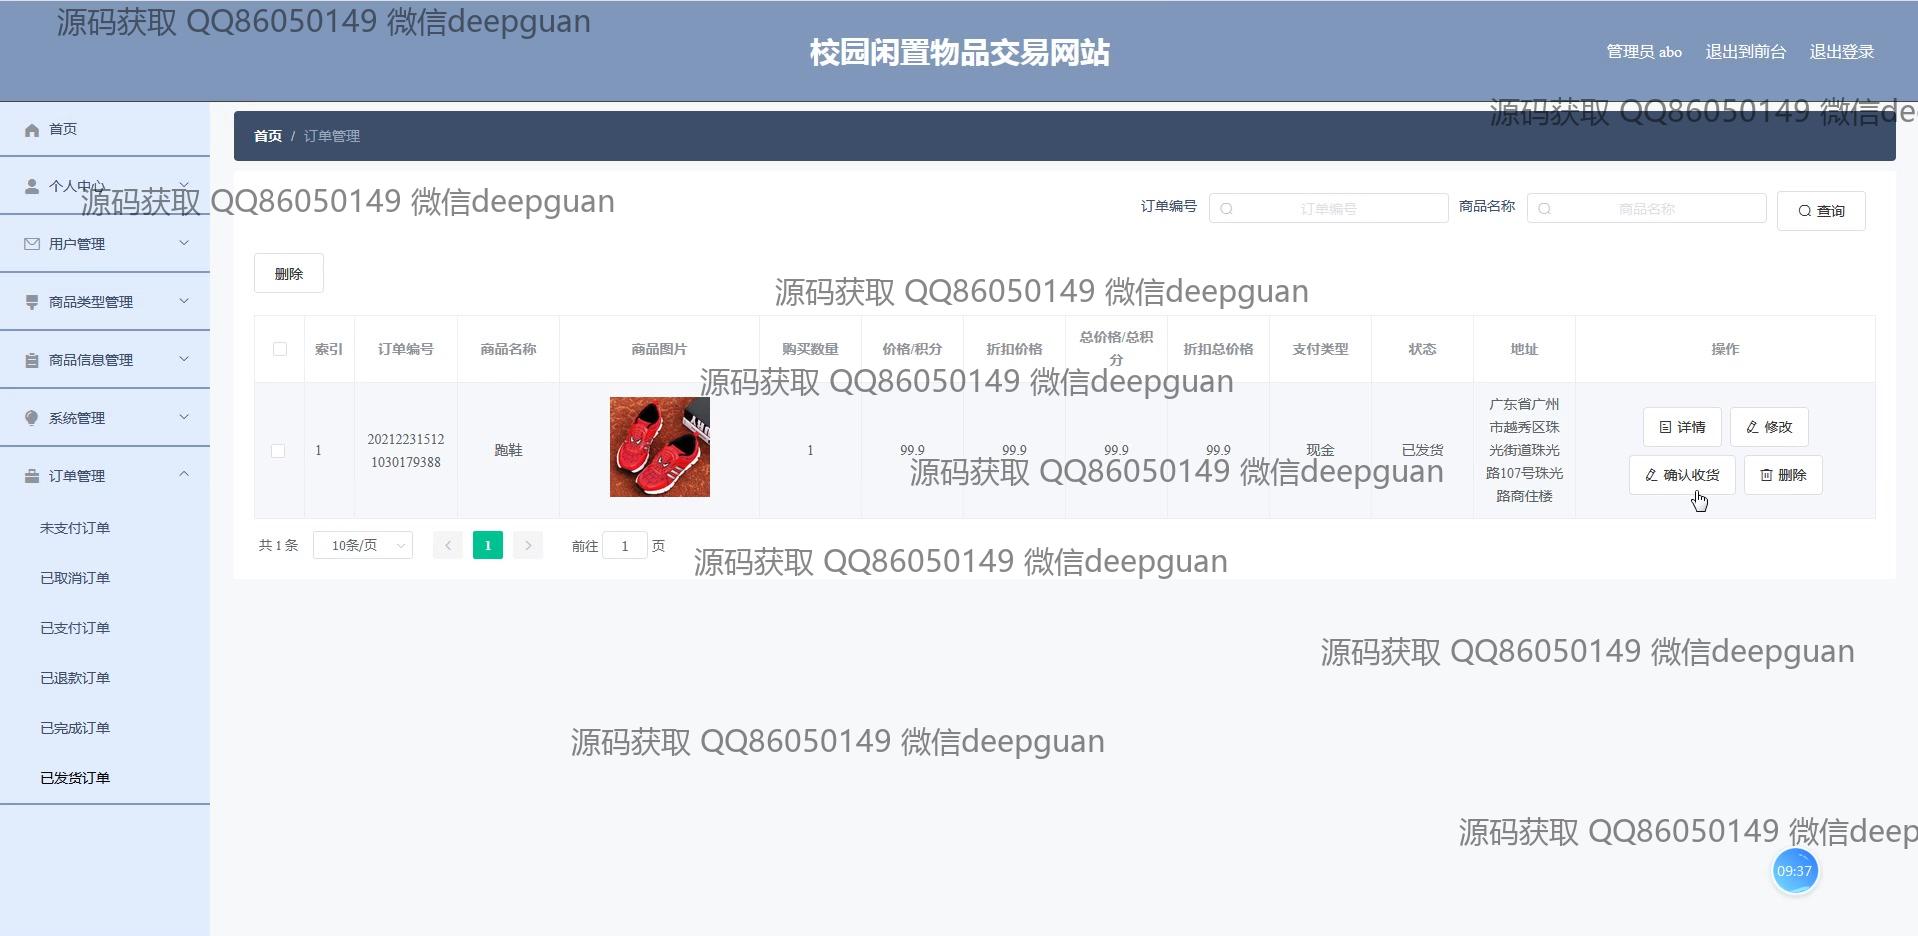 源码获取 QQ86050149 微信deepguan
校园闲置物品交易网站
管理员 abo 退出到前台 退出登录
源码获取 QQ86050149 微信de
首页
首页 / 订单管理
个人中心
源码获取 QQ86050149 微信deepguan
订单编号 订单编号 商品名称 商品名称 查询
用户管理
删除
源码获取 QQ86050149 微信deepguan
商品类型管理
索引 订单编号 商品名称 商品图片 购买数量 价格/积分 折扣价格 总价格/总积分 折扣总价格 支付类型 状态 地址 操作
商品信息管理
源码获取 QQ86050149 微信deepguan
系统管理
1 20212231512 跑鞋 1 99.9 99.9 99.9 99.9 现金 已发货 广东省广州
1030179388
市越秀区珠
光街道珠光
路107号珠光
路商住楼
详情 修改
确认收货 删除
源码获取 QQ86050149 微信deepguan
订单管理
未支付订单
已取消订单
已支付订单
已退款订单
已完成订单
已发货订单
共 1 条 10条/页 1 前往 1 页
源码获取 QQ86050149 微信deepguan
源码获取 QQ86050149 微信deepguan
源码获取 QQ86050149 微信deepguan
源码获取 QQ86050149 微信deep
09:37